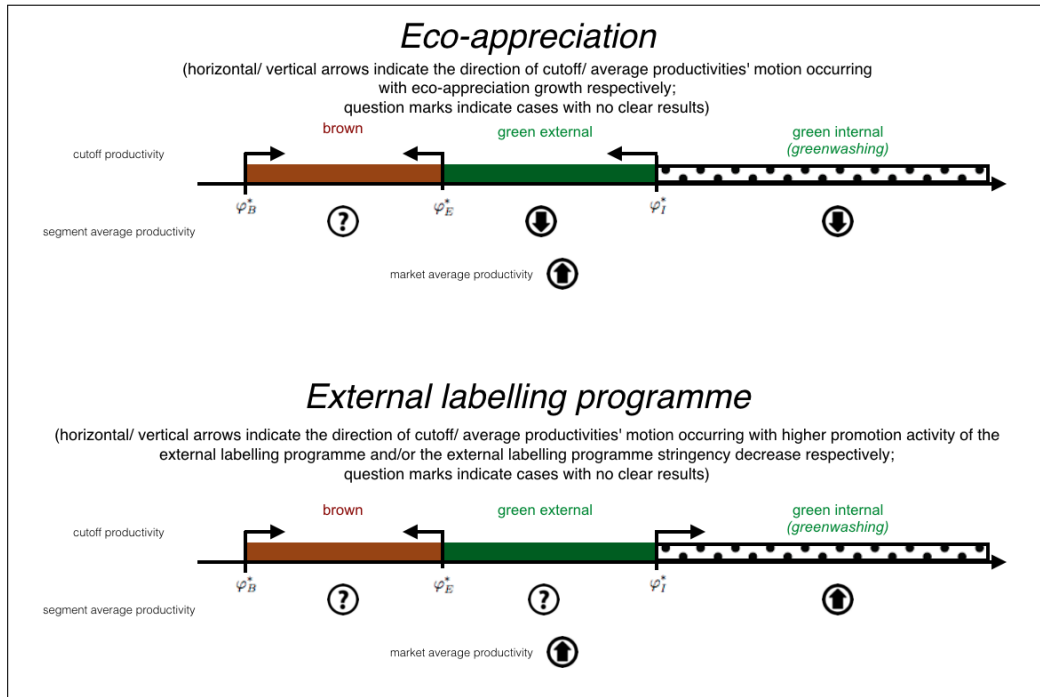 Eco-appreciation
(horizontal/ vertical arrows indicate the direction of cutoff/ average productivities' motion occurring
with eco-appreciation growth respectively;
question marks indicate cases with no clear results)
brown
green external
green internal
(greenwashing)
cutoff productivity
φ*B
φ*E
φ*I
?
segment average productivity
market average productivity
External labelling programme
(horizontal/ vertical arrows indicate the direction of cutoff/ average productivities' motion occurring with higher promotion activity of the
external labelling programme and/or the external labelling programme stringency decrease respectively;
question marks indicate cases with no clear results)
brown
green external
green internal
(greenwashing)
cutoff productivity
φ*B
φ*E
φ*I
? ?
segment average productivity
market average productivity